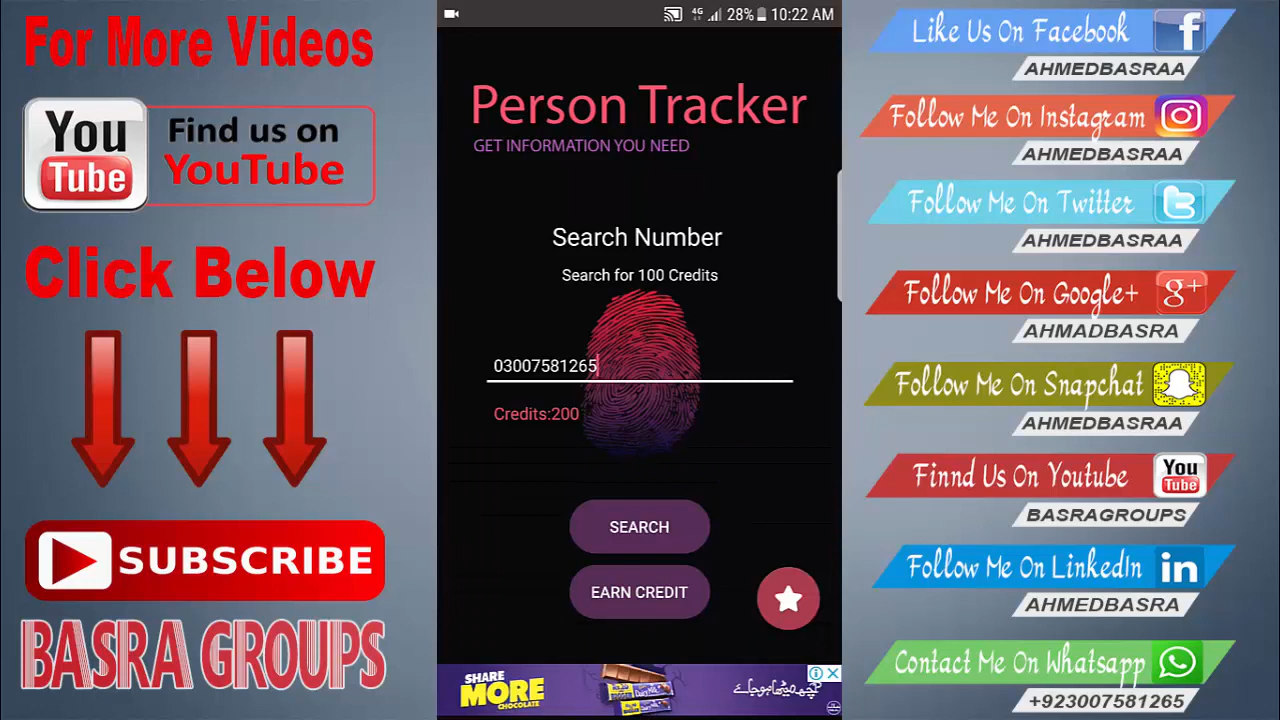 For More Videos
You
Tube
Find us on
YouTube
Click Below
SUBSCRIBE
BASRA GROUPS
4G
28%
10:22 AM
Person Tracker
GET INFORMATION YOU NEED
Search Number
Search for 100 Credits
03007581265
Credits:200
SEARCH
EARN CREDIT
SHARE
MORE
CHOCOLATE
Like Us On Facebook
AHMEDBASRAA
Follow Me On Instagram
AHMEDBASRAA
Follow Me On Twitter
AHMEDBASRAA
Follow Me On Google+
g+
AHMADBASRA
Follow Me On Snapchat
AHMEDBASRAA
Finnd Us On Youtube
You
Tube
BASRAGROUPS
Follow Me On LinkedIn
in
AHMEDBASRA
Contact Me On Whatsapp
+923007581265